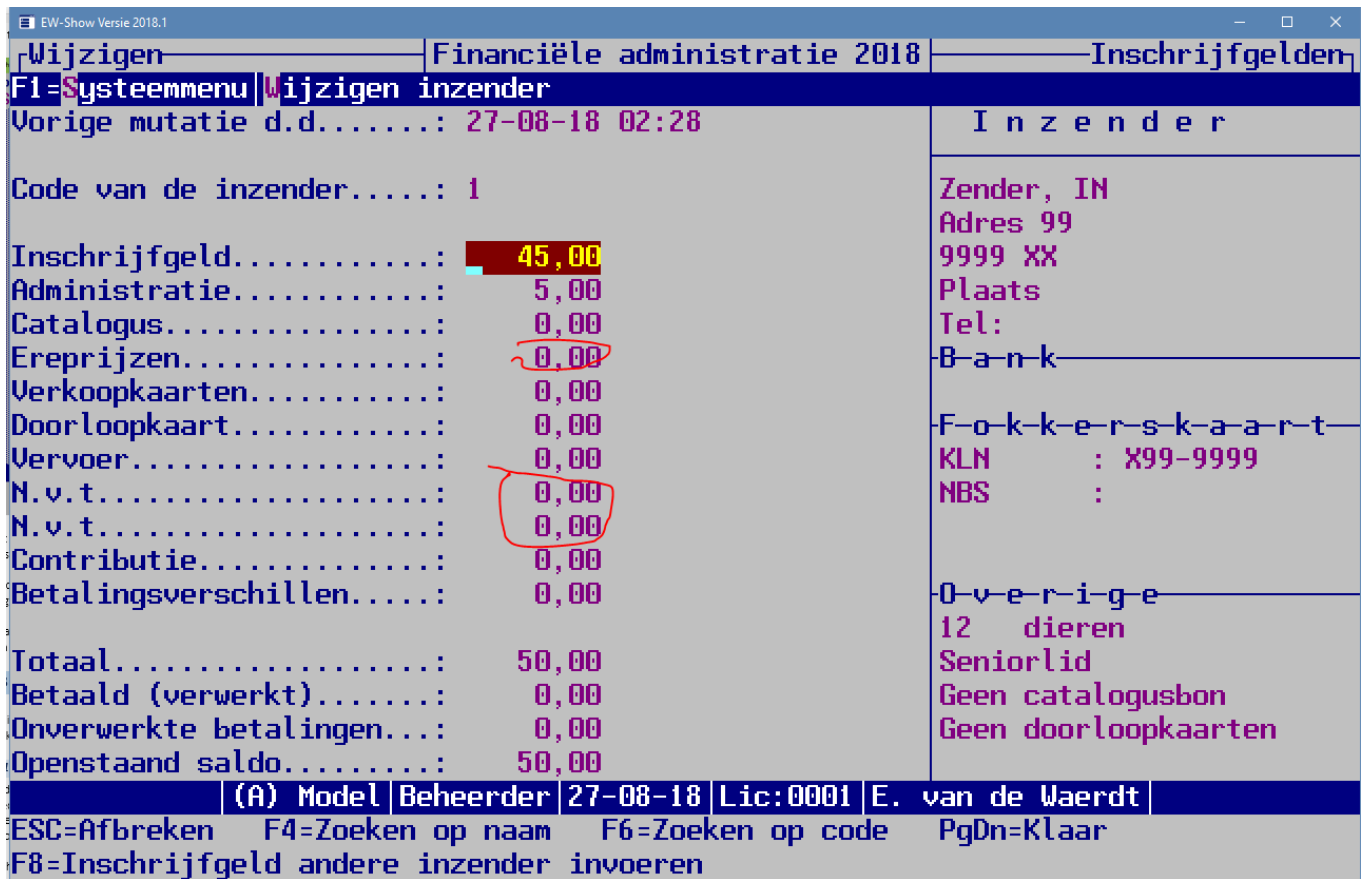 EW-Show Versie 2018.1
Wijzigen Financiële administratie 2018 Inschrijfgelden
F1=Systeemmenu Wijzigen inzender
Vorige mutatie d.d.......: 27-08-18 02:28
Code van de inzender.....: 1
Inschrijfgeld............: 45,00
Administratie............: 5,00
Catalogus................: 0,00
Ereprijzen...............: 0,00
Verkoopkaarten...........: 0,00
Doorloopkaart............: 0,00
Vervoer..................: 0,00
N.v.t....................: 0,00
N.v.t....................: 0,00
Contributie..............: 0,00
Betalingsverschillen.....: 0,00
Totaal...................: 50,00
Betaald (verwerkt).......: 0,00
Onverwerkte betalingen...: 0,00
Openstaand saldo.........: 50,00
I n z e n d e r
Zender, IN
Adres 99
9999 XX
Plaats
Tel:
B-a-n-k
F-o-k-k-e-r-s-k-a-a-r-t
KLN : X99-9999
NBS :
O-v-e-r-i-g-e
12 dieren
Seniorlid
Geen catalogusbon
Geen doorloopkaarten
(A) Model Beheerder 27-08-18 Lic:0001 E. van de Waerdt
ESC=Afbreken F4=Zoeken op naam F6=Zoeken op code PgDn=Klaar
F8=Inschrijfgeld andere inzender invoeren